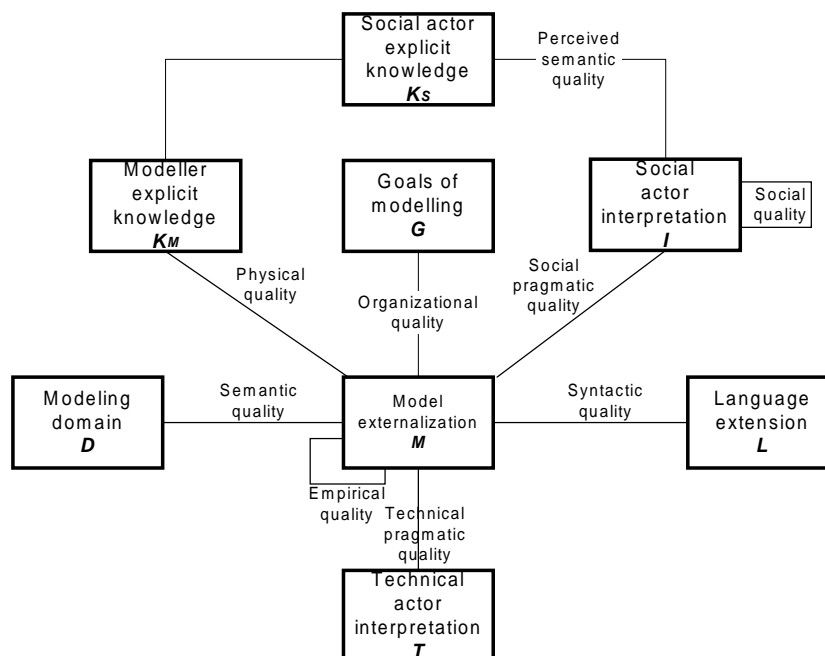 Social actor
explicit
knowledge
Ks
Perceived
semantic
quality
Modeller
explicit
knowledge
KM
Goals of
modelling
G
Social
actor
interpretation
I
Social
quality
Physical
quality
Organizational
quality
Social
pragmatic
quality
Modeling
domain
D
Semantic
quality
Model
externalization
M
Syntactic
quality
Language
extension
L
Empirical
quality
Technical
pragmatic
quality
Technical
actor
interpretation
T